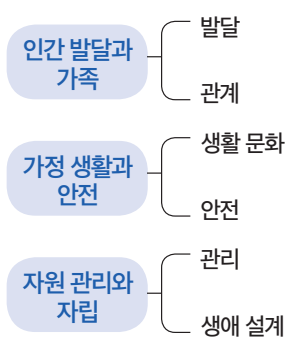 인간 발달과
가족
발달
관계
가정 생활과
안전
생활 문화
안전
자원 관리와
자립
관리
생애 설계